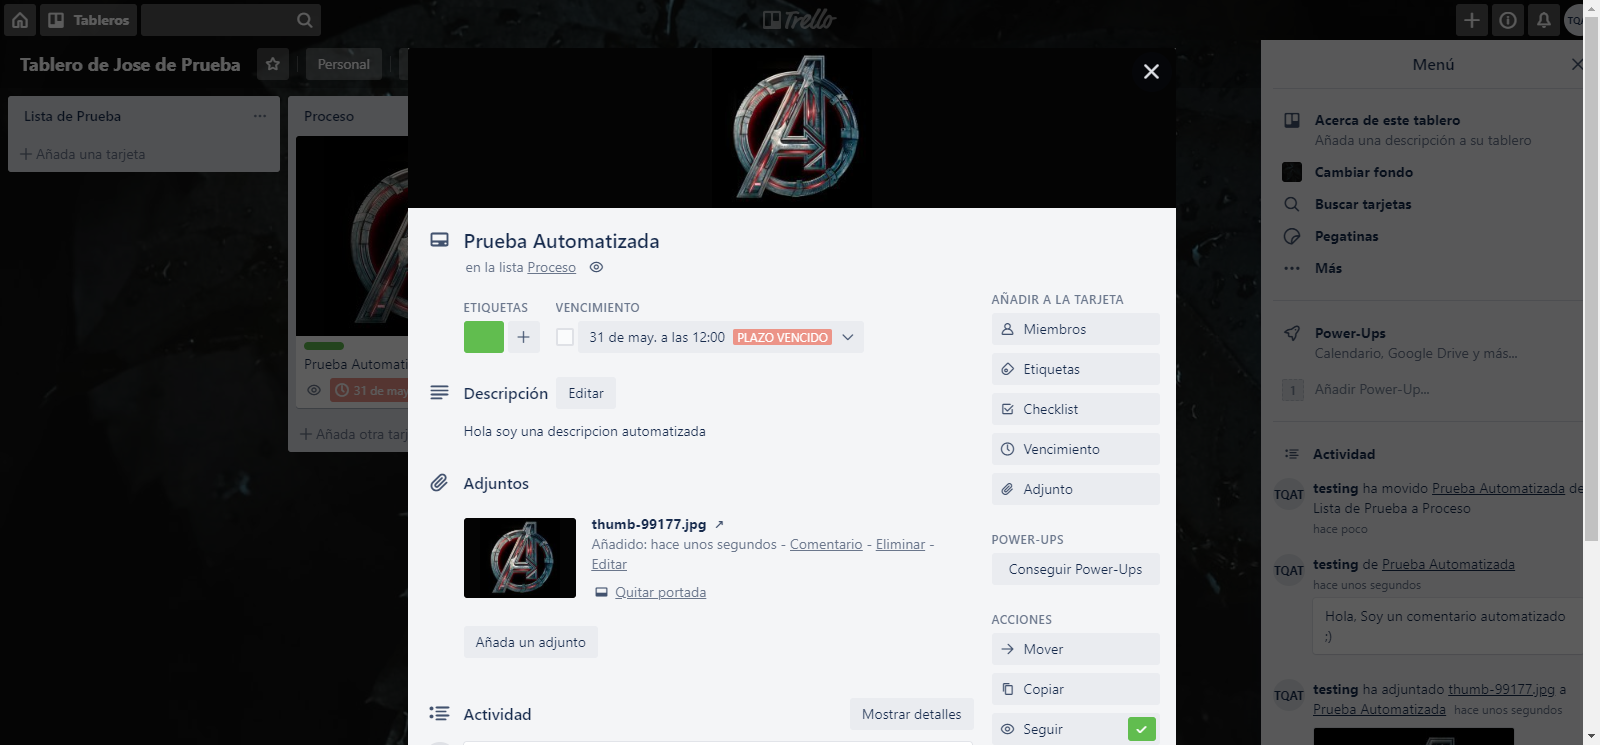 Tableros
Trello
Tablero de Jose de Prueba
Personal
Lista de Prueba
Añada una tarjeta
Proceso
Prueba Automati
31 de may
Añada otra tarj
Prueba Automatizada
en la lista Proceso
ETIQUETAS
VENCIMIENTO
31 de may. a las 12:00 PLAZO VENCIDO
Descripción Editar
Hola soy una descripcion automatizada
Adjuntos
thumb-99177.jpg
Añadido: hace unos segundos - Comentario - Eliminar -
Editar
Quitar portada
Añada un adjunto
Actividad
Mostrar detalles
AÑADIR A LA TARJETA
Miembros
Etiquetas
Checklist
Vencimiento
Adjunto
POWER-UPS
Conseguir Power-Ups
ACCIONES
Mover
Copiar
Seguir
Menú
Acerca de este tablero
Añada una descripción a su tablero
Cambiar fondo
Buscar tarjetas
Pegatinas
Más
Power-Ups
Calendario, Google Drive y más...
1 Añadir Power-Up...
Actividad
TQAT testing ha movido Prueba Automatizada de
Lista de Prueba a Proceso
hace poco
TQAT testing de Prueba Automatizada
hace unos segundos
Hola, Soy un comentario automatizado
;)
TQAT testing ha adjuntado thumb-99177.jpg a
Prueba Automatizada hace unos segundos